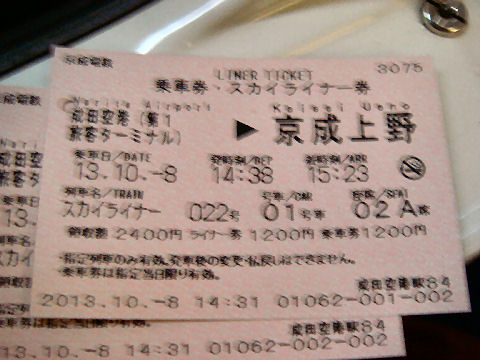 京成電鉄
LINER TICKET
3075
乗車券・スカイライナー券
Narita Airport
Keisei Ueno
成田空港(第1
旅客ターミナル)
▶ 京成上野
乗車日/DATE 発時刻/DEP 着時刻/ARR
13.10.-8 14:38 15:23
列車名/TRAIN 号車/CAR 座席/SEAT
スカイライナー 022号 01号車 02A席
領収額 2400円 ライナー券 1200円 乗車券 1200円
・指定列車のみ有効。発車後の変更・払戻しはできません。
・乗車券は指定当日限り有効。
成田空港駅84
2013.10.-8 14:31 01062-001-002
成田空港駅84
13.10.-8 14:31 01062-002-002